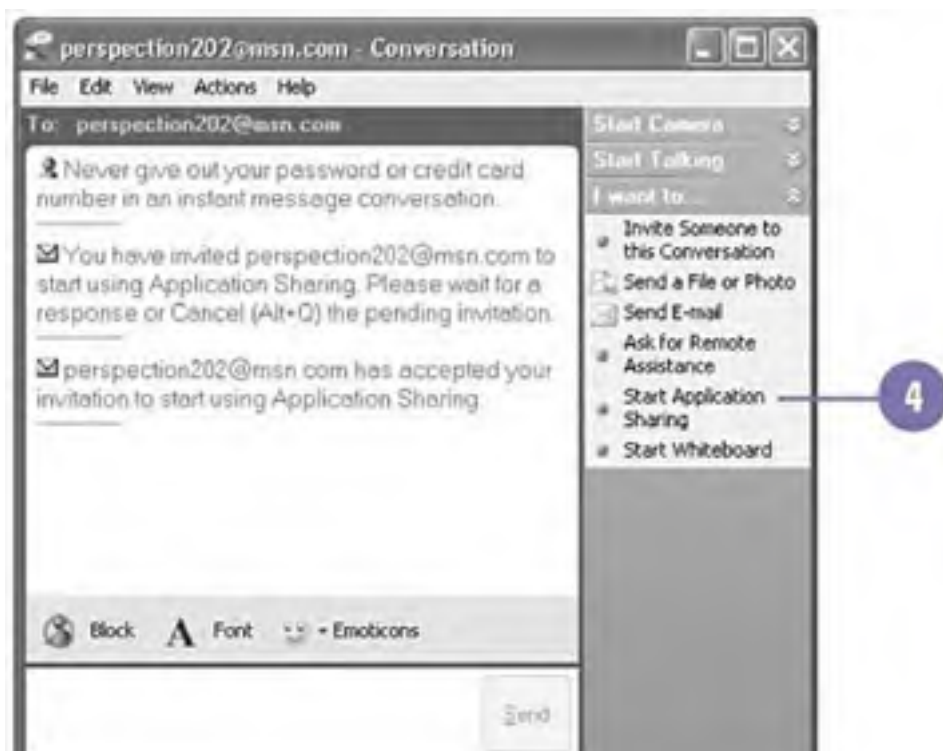 perspection202@msn.com - Conversation
File Edit View Actions Help
To: perspection202@msn.com
Never give out your password or credit card
number in an instant message conversation.
You have invited perspection202@msn.com to
start using Application Sharing. Please wait for a
response or Cancel (Alt+Q) the pending invitation.
perspection202@msn.com has accepted your
invitation to start using Application Sharing.
Block Font Emoticons
Send
Start Camera
Start Talking
I want to...
Invite Someone to
this Conversation
Send a File or Photo
Send E-mail
Ask for Remote
Assistance
Start Application
Sharing
Start Whiteboard
4